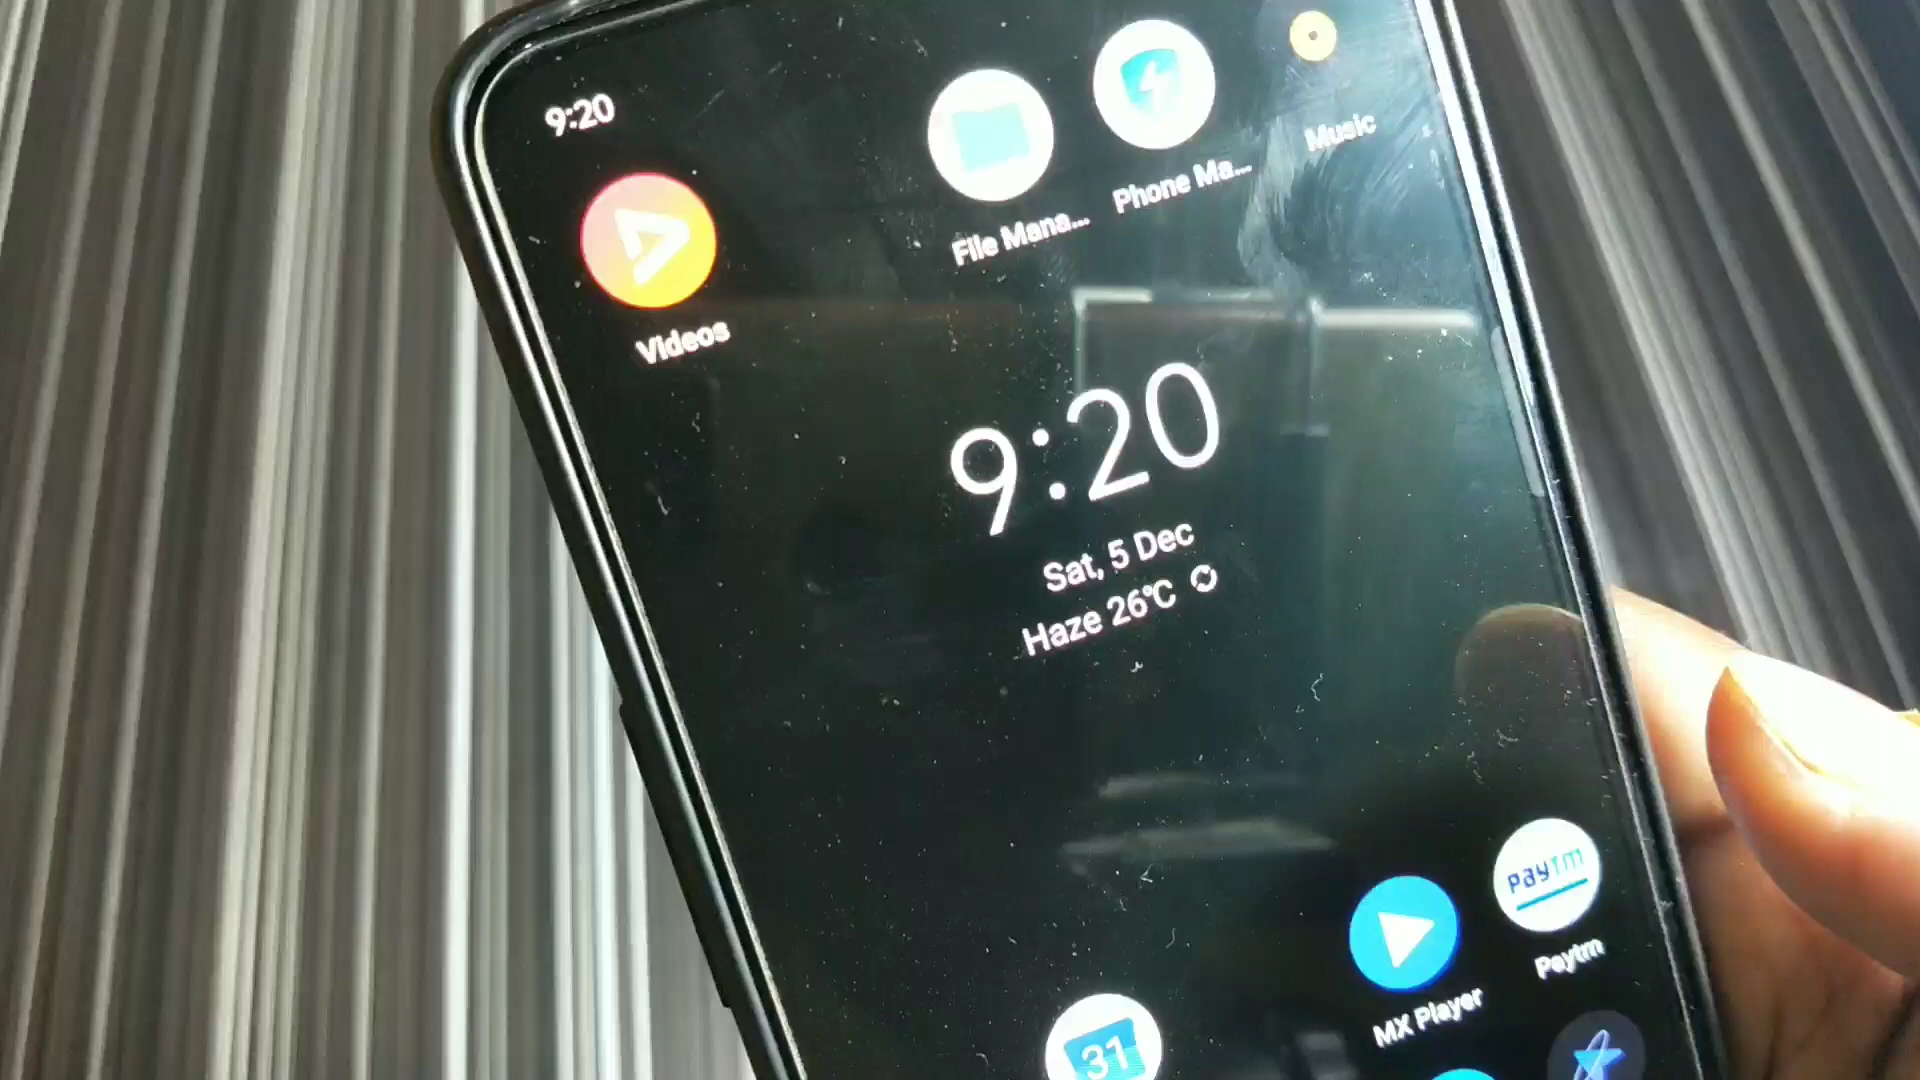 9:20
Videos
File Mana...
Phone Ma...
Music
9:20
Sat, 5 Dec
Haze 26°C
Paytm
Paytm
MX Player
31